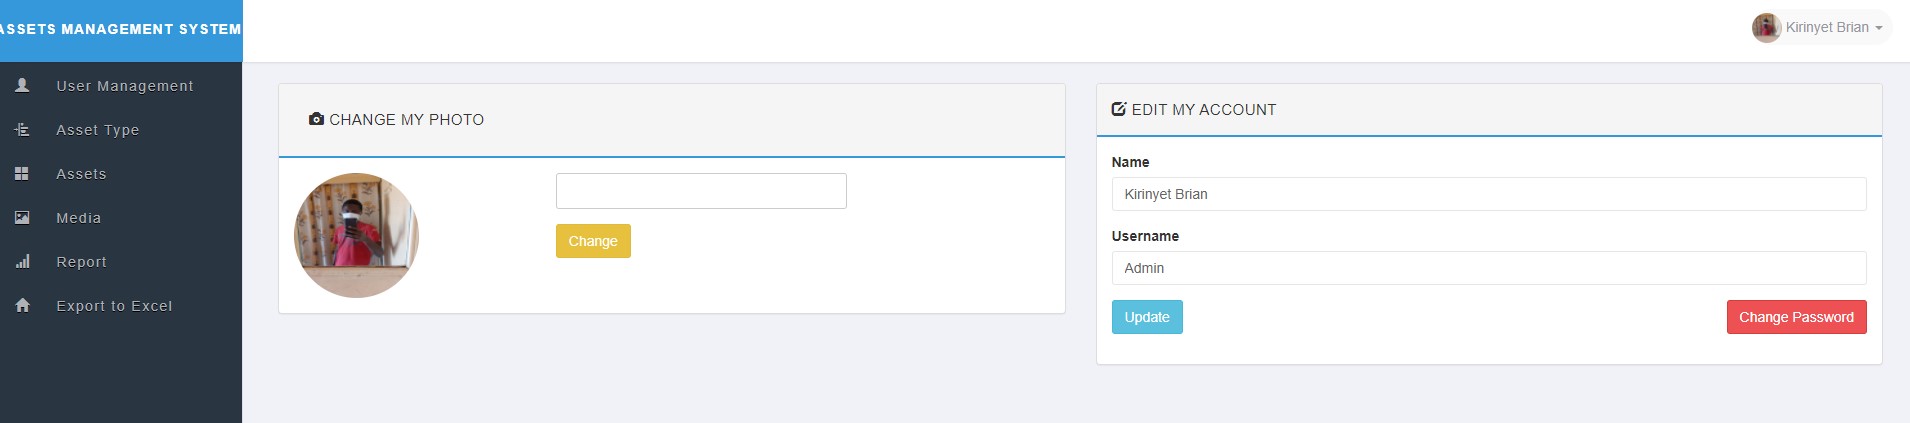 ASSETS MANAGEMENT SYSTEM
Kirinyet Brian
User Management
Asset Type
Assets
Media
Report
Export to Excel
CHANGE MY PHOTO
Change
EDIT MY ACCOUNT
Name
Kirinyet Brian
Username
Admin
Update
Change Password